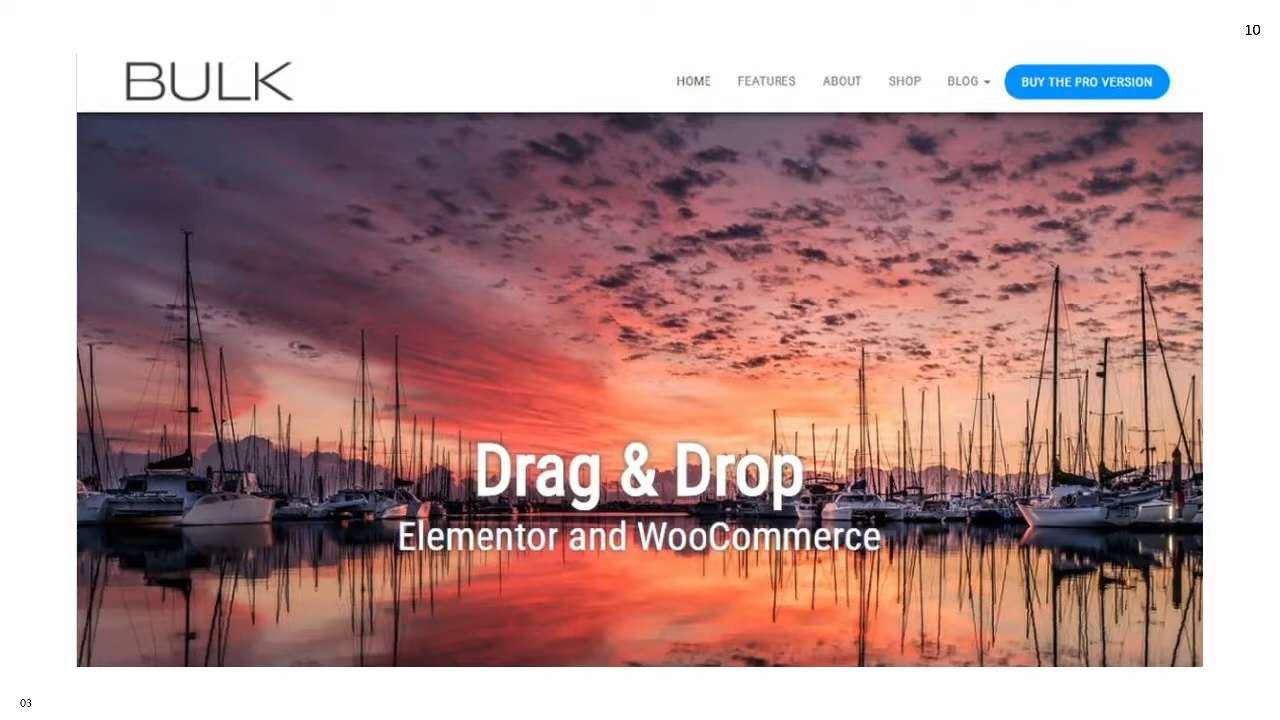 10
BULK
HOME FEATURES ABOUT SHOP BLOG BUY THE PRO VERSION
Drag & Drop
Elementor and WooCommerce
03